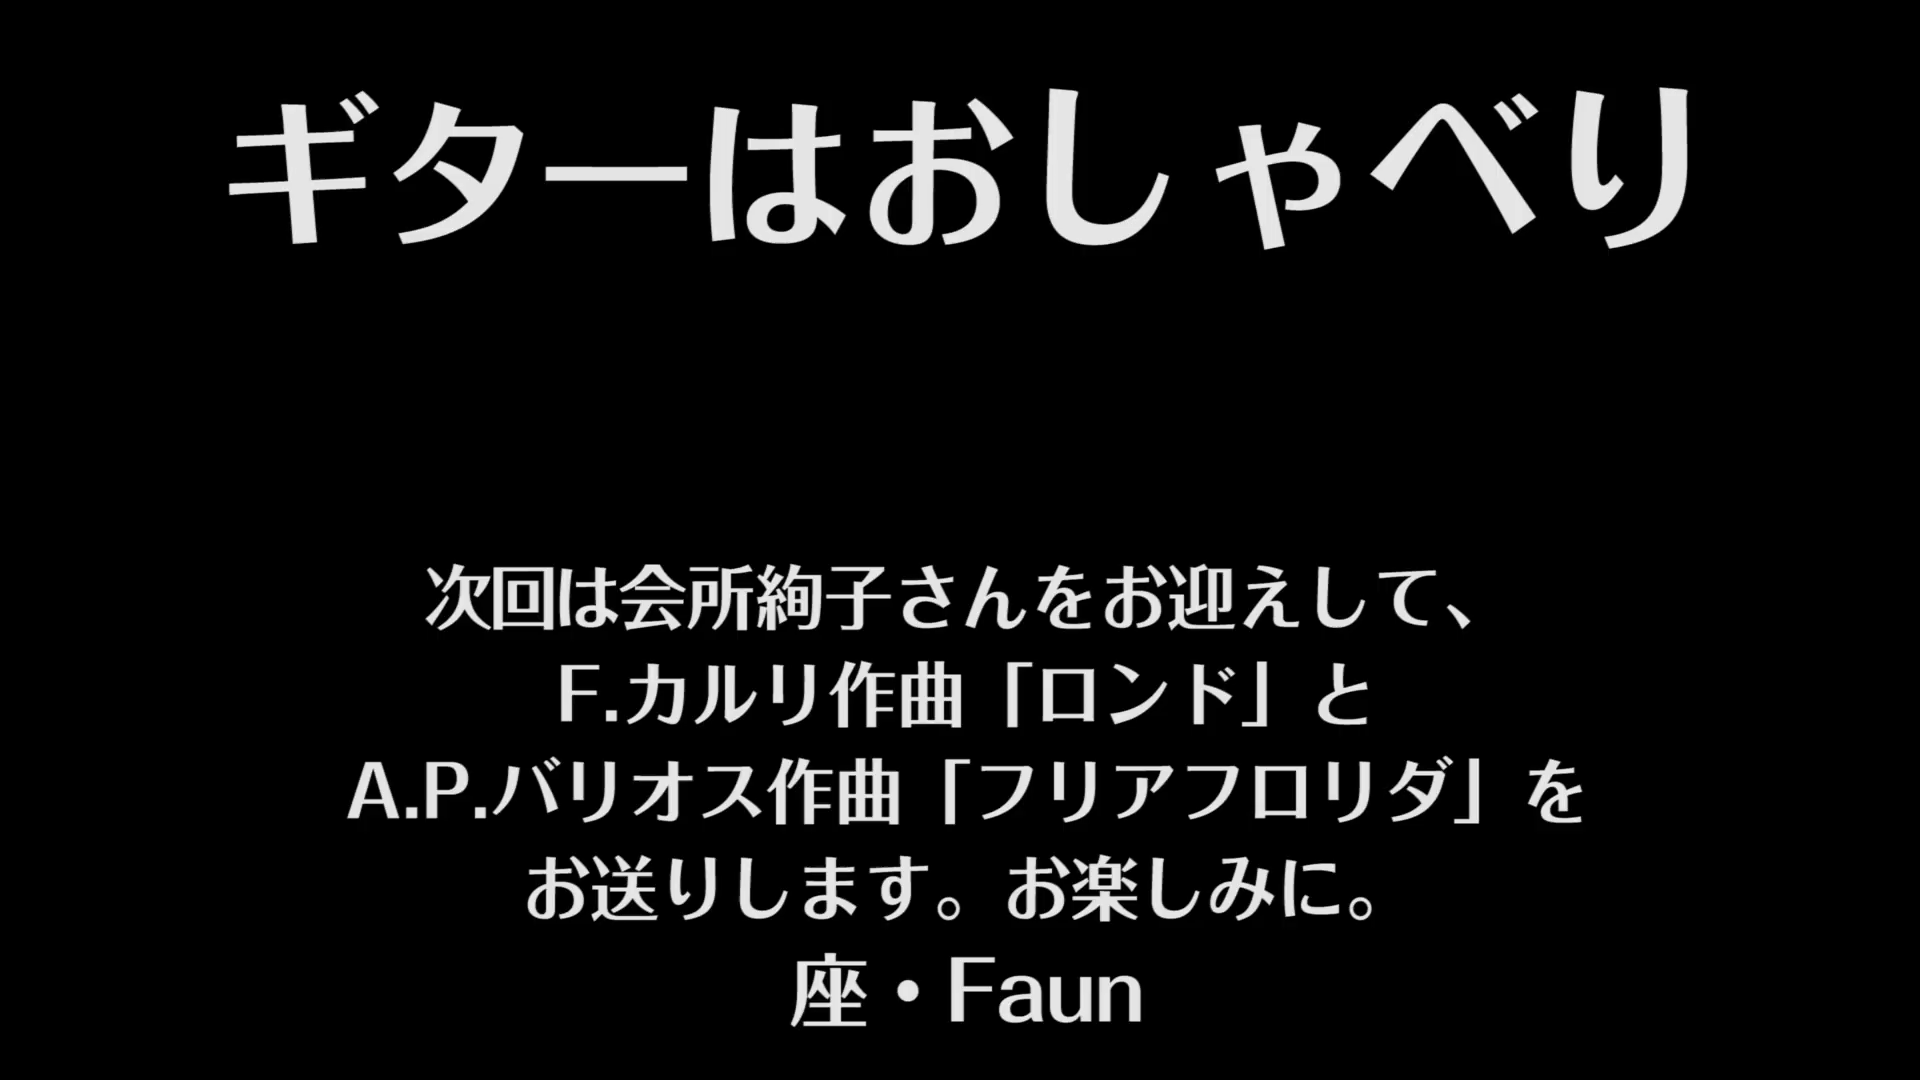 ギターはおしゃべり
次回は会所絢子さんをお迎えして、
F.カルリ作曲「ロンド」と
A.P.バリオス作曲「フリアフロリダ」を
お送りします。お楽しみに。
座・Faun